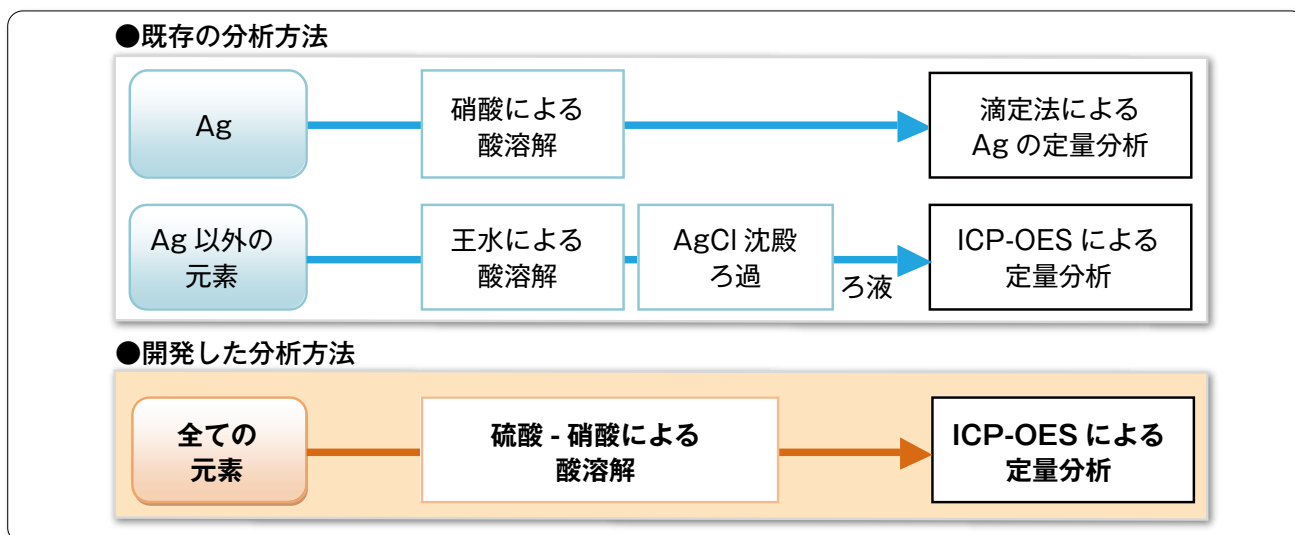 ●既存の分析方法
Ag
硝酸による
酸溶解
滴定法による
Ag の定量分析
Ag 以外の
元素
王水による
酸溶解
AgCl 沈殿
ろ過
ろ液
ICP-OES による
定量分析
●開発した分析方法
全ての
元素
硫酸 - 硝酸による
酸溶解
ICP-OES による
定量分析